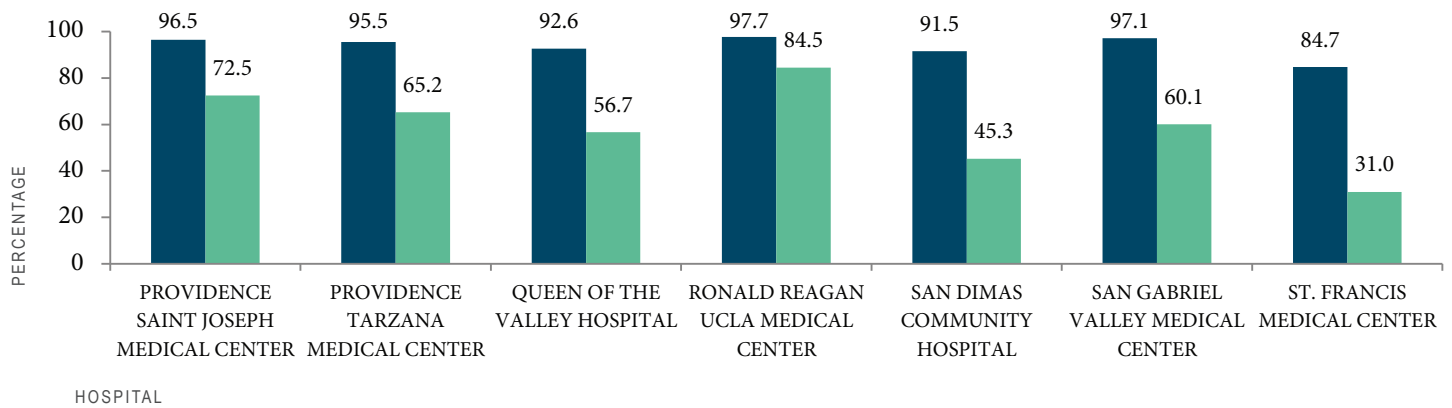 96.5
95.5
92.6
97.7
91.5
97.1
84.7
100
72.5
65.2
56.7
84.5
45.3
60.1
31.0
80
60
40
20
0
PERCENTAGE
PROVIDENCE
SAINT JOSEPH
MEDICAL CENTER
PROVIDENCE
TARZANA
MEDICAL CENTER
QUEEN OF THE
VALLEY HOSPITAL
RONALD REAGAN
UCLA MEDICAL
CENTER
SAN DIMAS
COMMUNITY
HOSPITAL
SAN GABRIEL
VALLEY MEDICAL
CENTER
ST. FRANCIS
MEDICAL CENTER
HOSPITAL